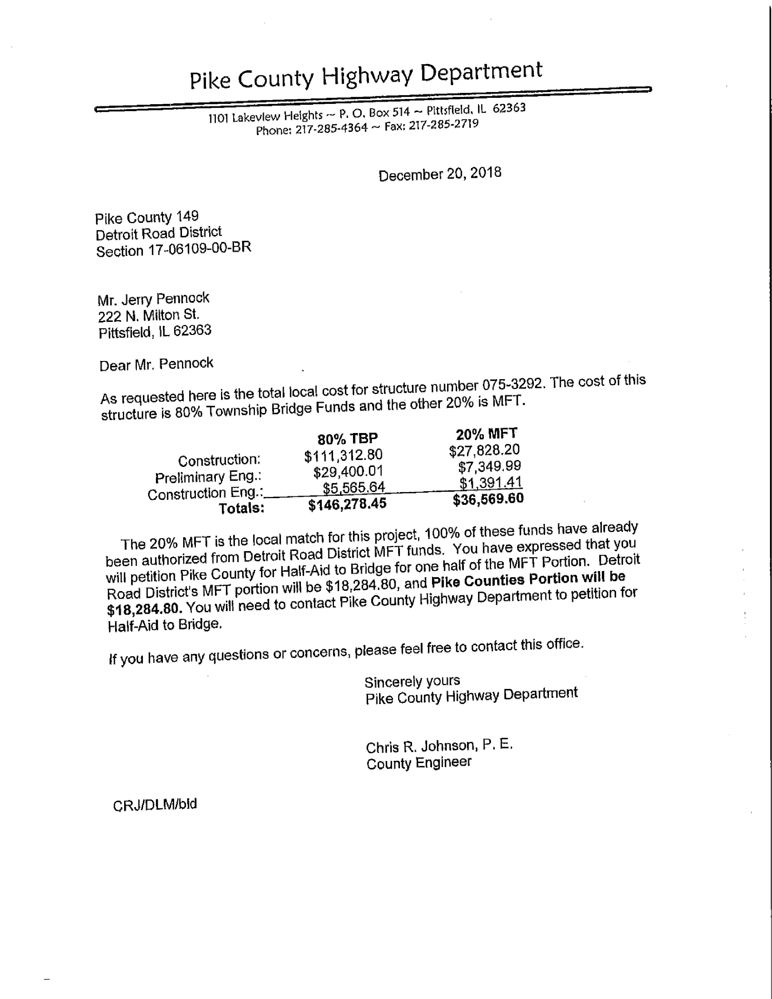 Pike County Highway Department
1101 Lakeview Heights ~ P. O. Box 514 ~ Pittsfield, IL 62363
Phone: 217-285-4364 ~ Fax: 217-285-2719
December 20, 2018
Pike County 149
Detroit Road District
Section 17-06109-00-BR
Mr. Jerry Pennock
222 N. Milton St.
Pittsfield, IL 62363
Dear Mr. Pennock
As requested here is the total local cost for structure number 075-3292. The cost of this
structure is 80% Township Bridge Funds and the other 20% is MFT.
80% TBP 20% MFT
Construction: $111,312.80 $27,828.20
Preliminary Eng.: $29,400.01 $7,349.99
Construction Eng.: $5,565.64 $1,391.41
Totals: $146,278.45 $36,569.60
The 20% MFT is the local match for this project, 100% of these funds have already
been authorized from Detroit Road District MFT funds. You have expressed that you
will petition Pike County for Half-Aid to Bridge for one half of the MFT Portion. Detroit
Road District's MFT portion will be $18,284.80, and Pike Counties Portion will be
$18,284.80. You will need to contact Pike County Highway Department to petition for
Half-Aid to Bridge.
If you have any questions or concerns, please feel free to contact this office.
Sincerely yours
Pike County Highway Department
Chris R. Johnson, P. E.
County Engineer
CRJ/DLM/bld